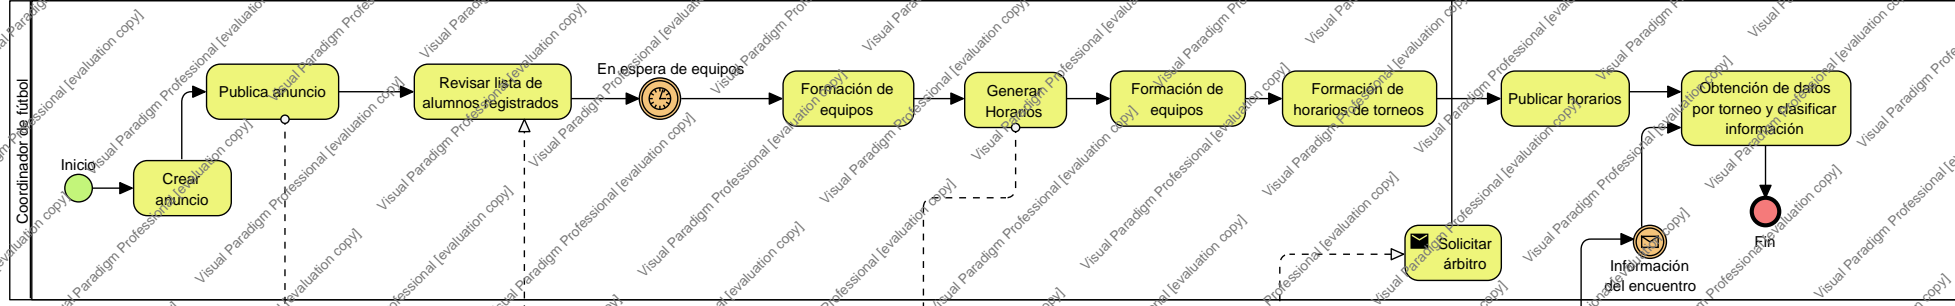 Coordinador de fútbol
Inicio
Crear
anuncio
Publica anuncio
Revisar lista de
alumnos registrados
En espera de equipos
Formación de
equipos
Generar
Horarios
Formación de
equipos
Formación de
horarios de torneos
Publicar horarios
Obtención de datos
por torneo y clasificar
información
Solicitar
árbitro
Información
del encuentro
Fin
Visual Paradigm Professional [evaluation copy]